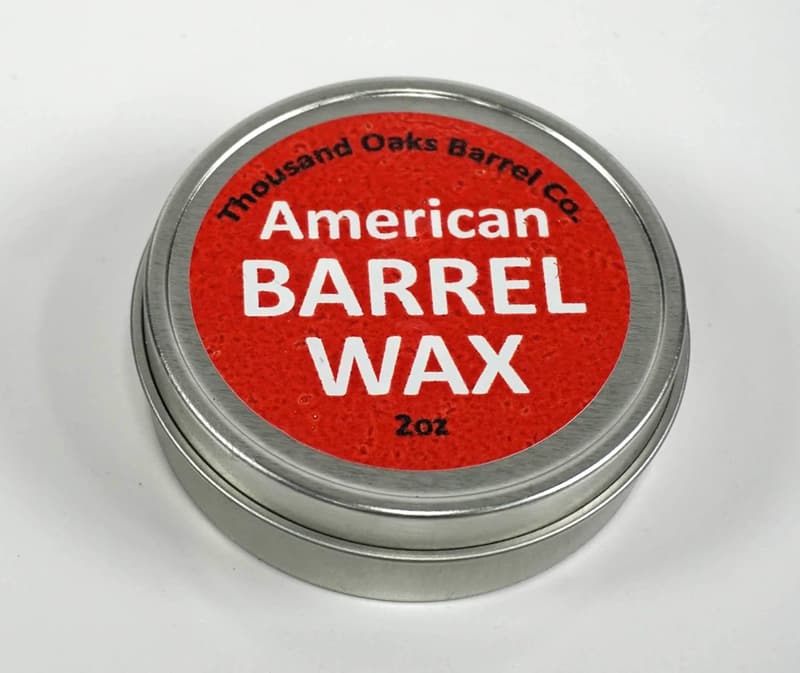 Thousand Oaks Barrel Co.
American
BARREL
WAX
2oz